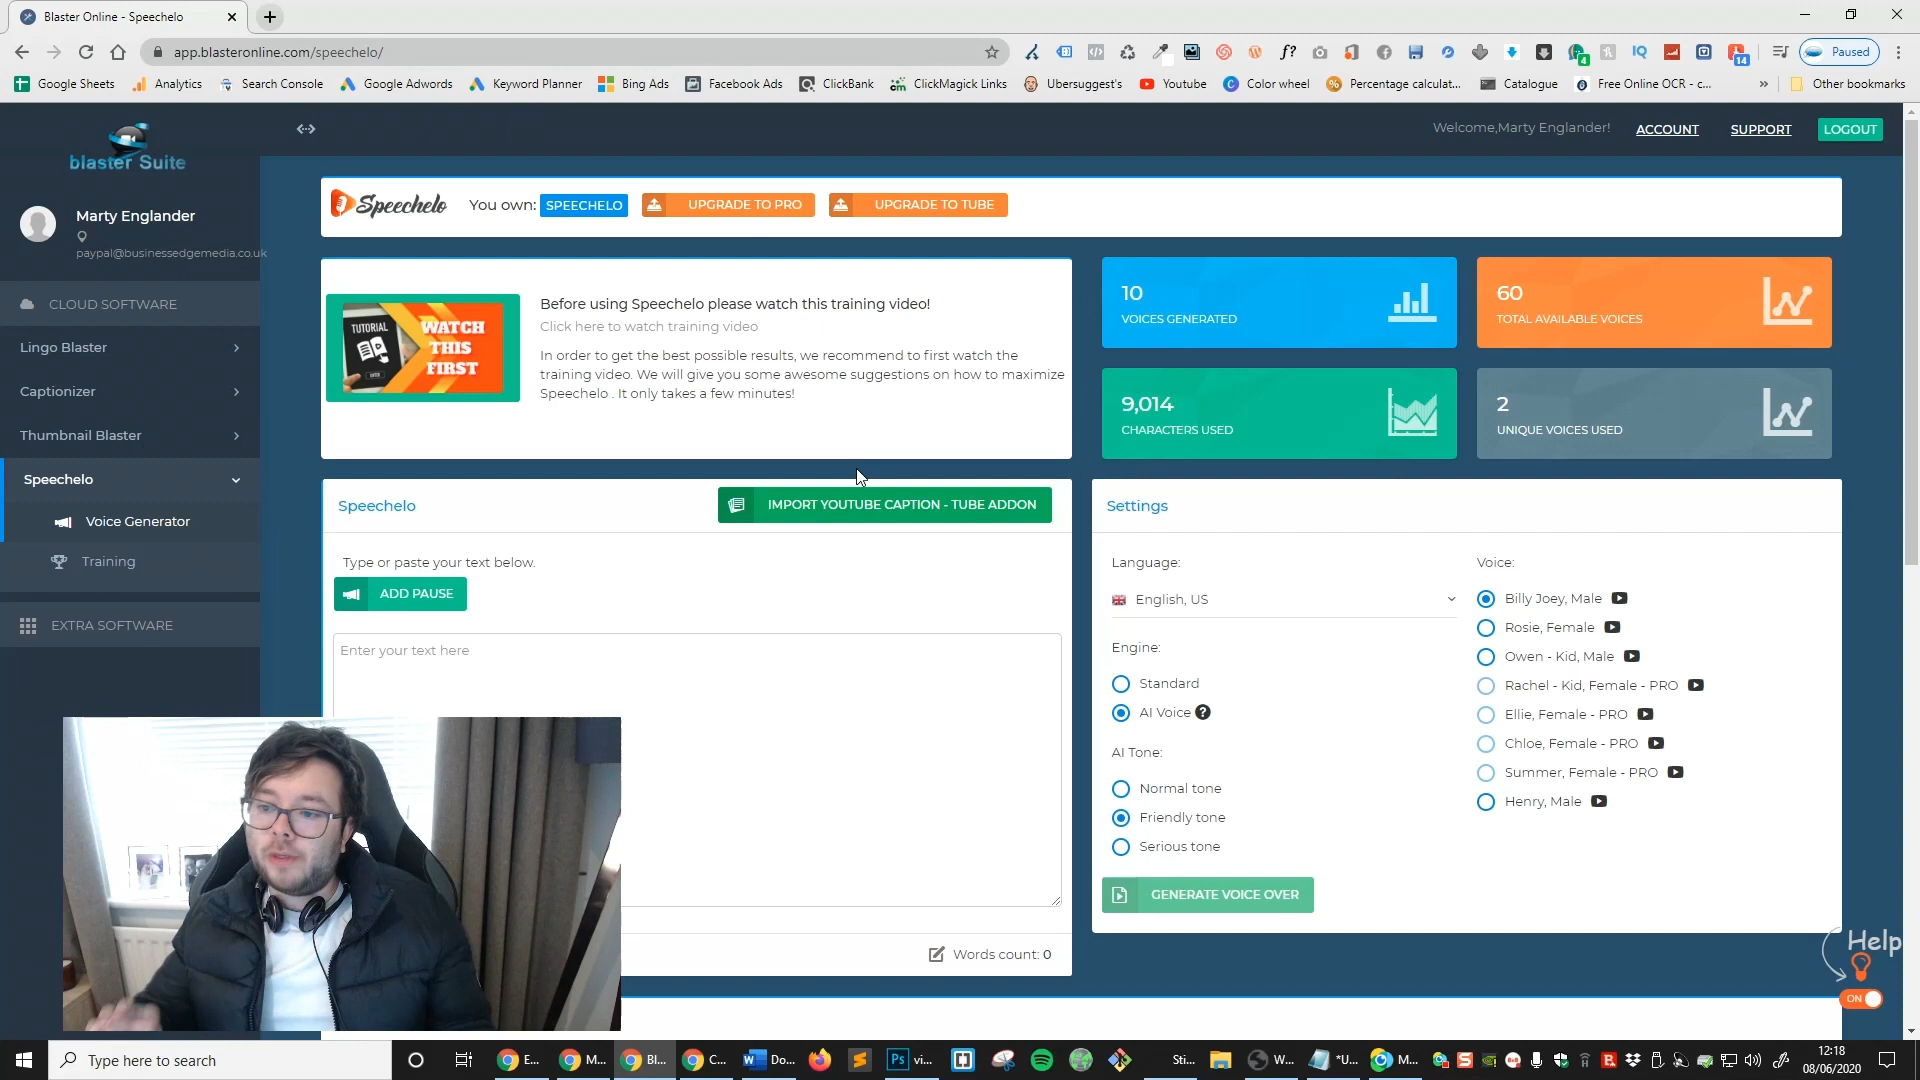 Blaster Online - Speechelo
app.blasteronline.com/speechelo/
f?
4
14
Paused
Google Sheets
Analytics
Search Console
Google Adwords
Keyword Planner
Bing Ads
Facebook Ads
ClickBank
ClickMagick Links
Ubersuggest's
Youtube
Color wheel
Percentage calculat...
Catalogue
Free Online OCR - c...
Other bookmarks
blaster Suite
Welcome,Marty Englander!
ACCOUNT
SUPPORT
LOGOUT
Marty Englander
paypal@businessedgemedia.co.uk
CLOUD SOFTWARE
Lingo Blaster
Captionizer
Thumbnail Blaster
Speechelo
Voice Generator
Training
EXTRA SOFTWARE
Speechelo
You own: SPEECHELO
UPGRADE TO PRO
UPGRADE TO TUBE
TUTORIAL
WATCH
THIS
FIRST
Before using Speechelo please watch this training video!
Click here to watch training video
In order to get the best possible results, we recommend to first watch the
training video. We will give you some awesome suggestions on how to maximize
Speechelo . It only takes a few minutes!
10
VOICES GENERATED
60
TOTAL AVAILABLE VOICES
9,014
CHARACTERS USED
2
UNIQUE VOICES USED
Speechelo
IMPORT YOUTUBE CAPTION - TUBE ADDON
Type or paste your text below.
ADD PAUSE
Enter your text here
Words count: 0
Settings
Language:
English, US
Engine:
Standard
AI Voice
AI Tone:
Normal tone
Friendly tone
Serious tone
GENERATE VOICE OVER
Voice:
Billy Joey, Male
Rosie, Female
Owen - Kid, Male
Rachel - Kid, Female - PRO
Ellie, Female - PRO
Chloe, Female - PRO
Summer, Female - PRO
Henry, Male
Help
ON
Type here to search
E...
M...
Bl...
C...
Do...
vi...
Sti...
W...
*U...
M...
12:18
08/06/2020